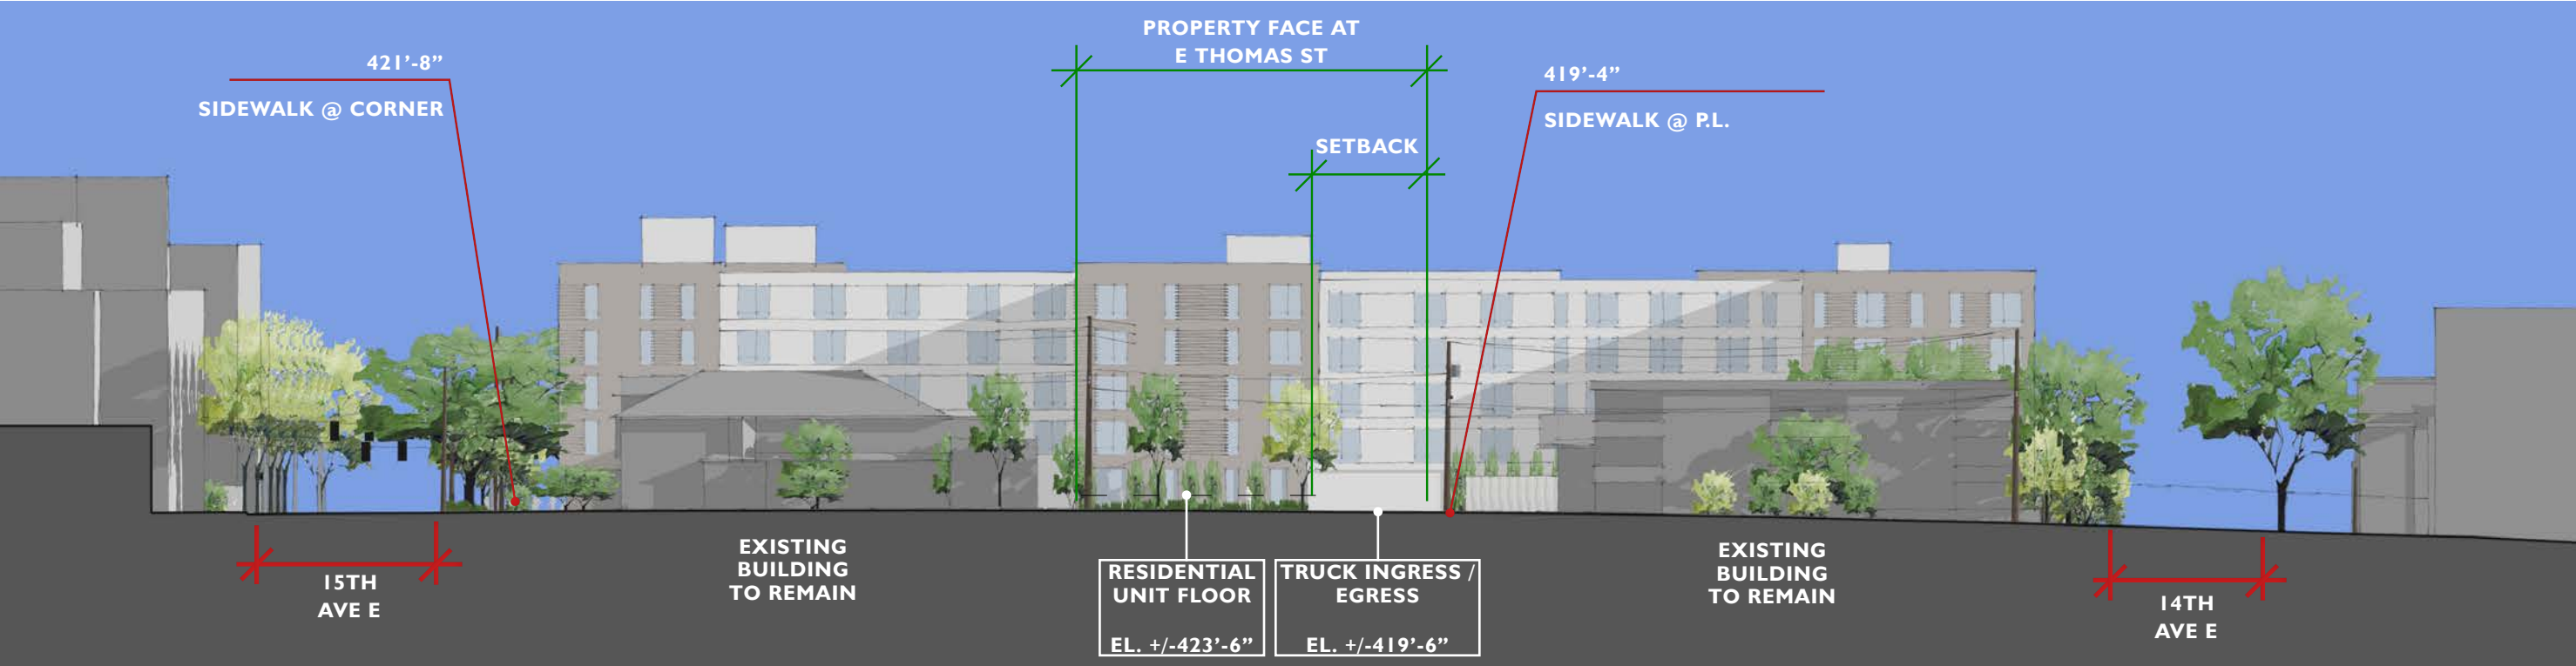 PROPERTY FACE AT
E THOMAS ST
421’-8”
SIDEWALK @ CORNER
419’-4”
SIDEWALK @ P.L.
SETBACK
15TH
AVE E
EXISTING
BUILDING
TO REMAIN
RESIDENTIAL
UNIT FLOOR
EL. +/-423’-6”
TRUCK INGRESS /
EGRESS
EL. +/-419’-6”
EXISTING
BUILDING
TO REMAIN
14TH
AVE E